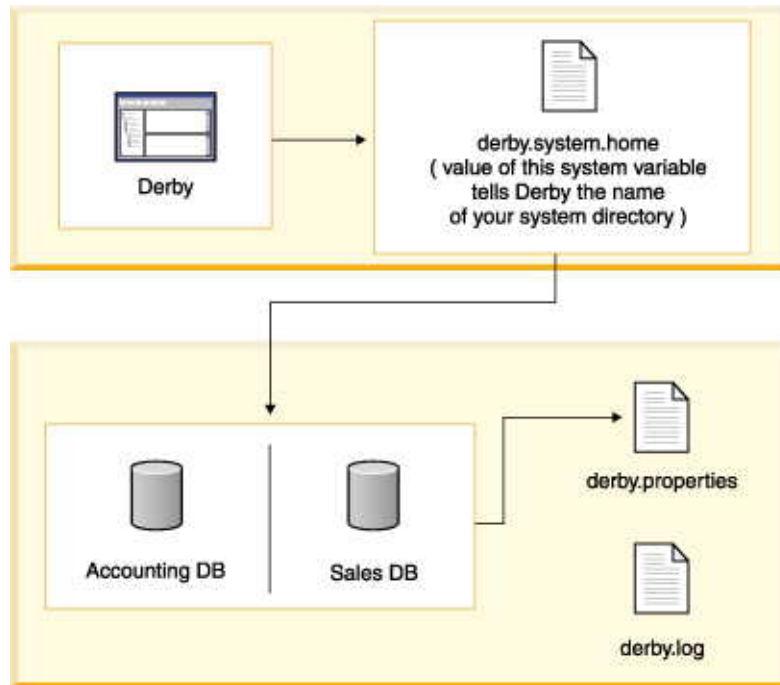 Derby
derby.system.home
( value of this system variable
tells Derby the name
of your system directory )
Accounting DB
Sales DB
derby.properties
derby.log